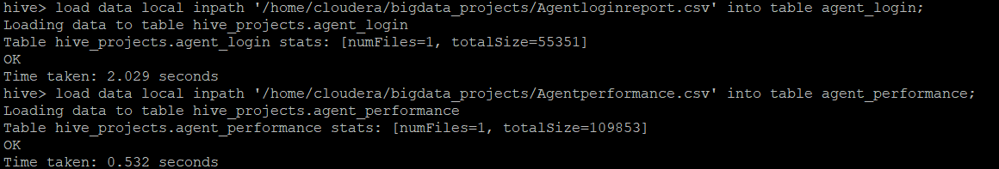 hive> load data local inpath '/home/cloudera/bigdata_projects/Agentloginreport.csv' into table agent_login;
Loading data to table hive_projects.agent_login
Table hive_projects.agent_login stats: [numFiles=1, totalSize=55351]
OK
Time taken: 2.029 seconds
hive> load data local inpath '/home/cloudera/bigdata_projects/Agentperformance.csv' into table agent_performance;
Loading data to table hive_projects.agent_performance
Table hive_projects.agent_performance stats: [numFiles=1, totalSize=109853]
OK
Time taken: 0.532 seconds